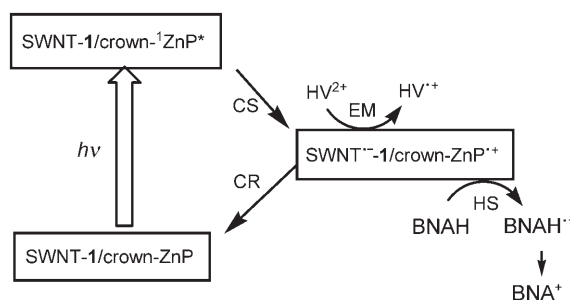 SWNT-1/crown-¹ZnP*
HV²⁺ HV•⁺
CS
EM
hν
SWNT•⁻-1/crown-ZnP•⁺
CR
HS
BNAH BNAH•
SWNT-1/crown-ZnP
BNA⁺